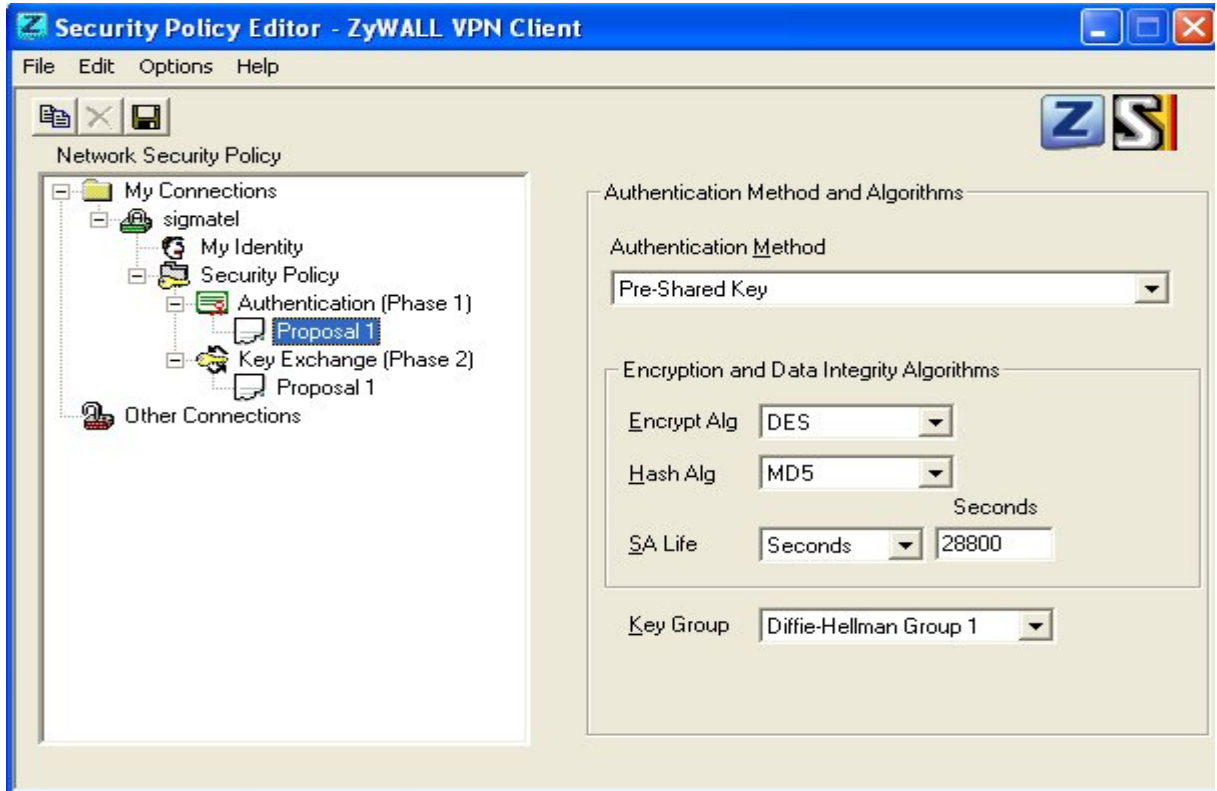 Security Policy Editor - ZyWALL VPN Client
File Edit Options Help
Network Security Policy
My Connections
sigmatel
My Identity
Security Policy
Authentication (Phase 1)
Proposal 1
Key Exchange (Phase 2)
Proposal 1
Other Connections
Z S
Authentication Method and Algorithms
Authentication Method
Pre-Shared Key
Encryption and Data Integrity Algorithms
Encrypt Alg DES
Hash Alg MD5
Seconds
SA Life Seconds 28800
Key Group Diffie-Hellman Group 1